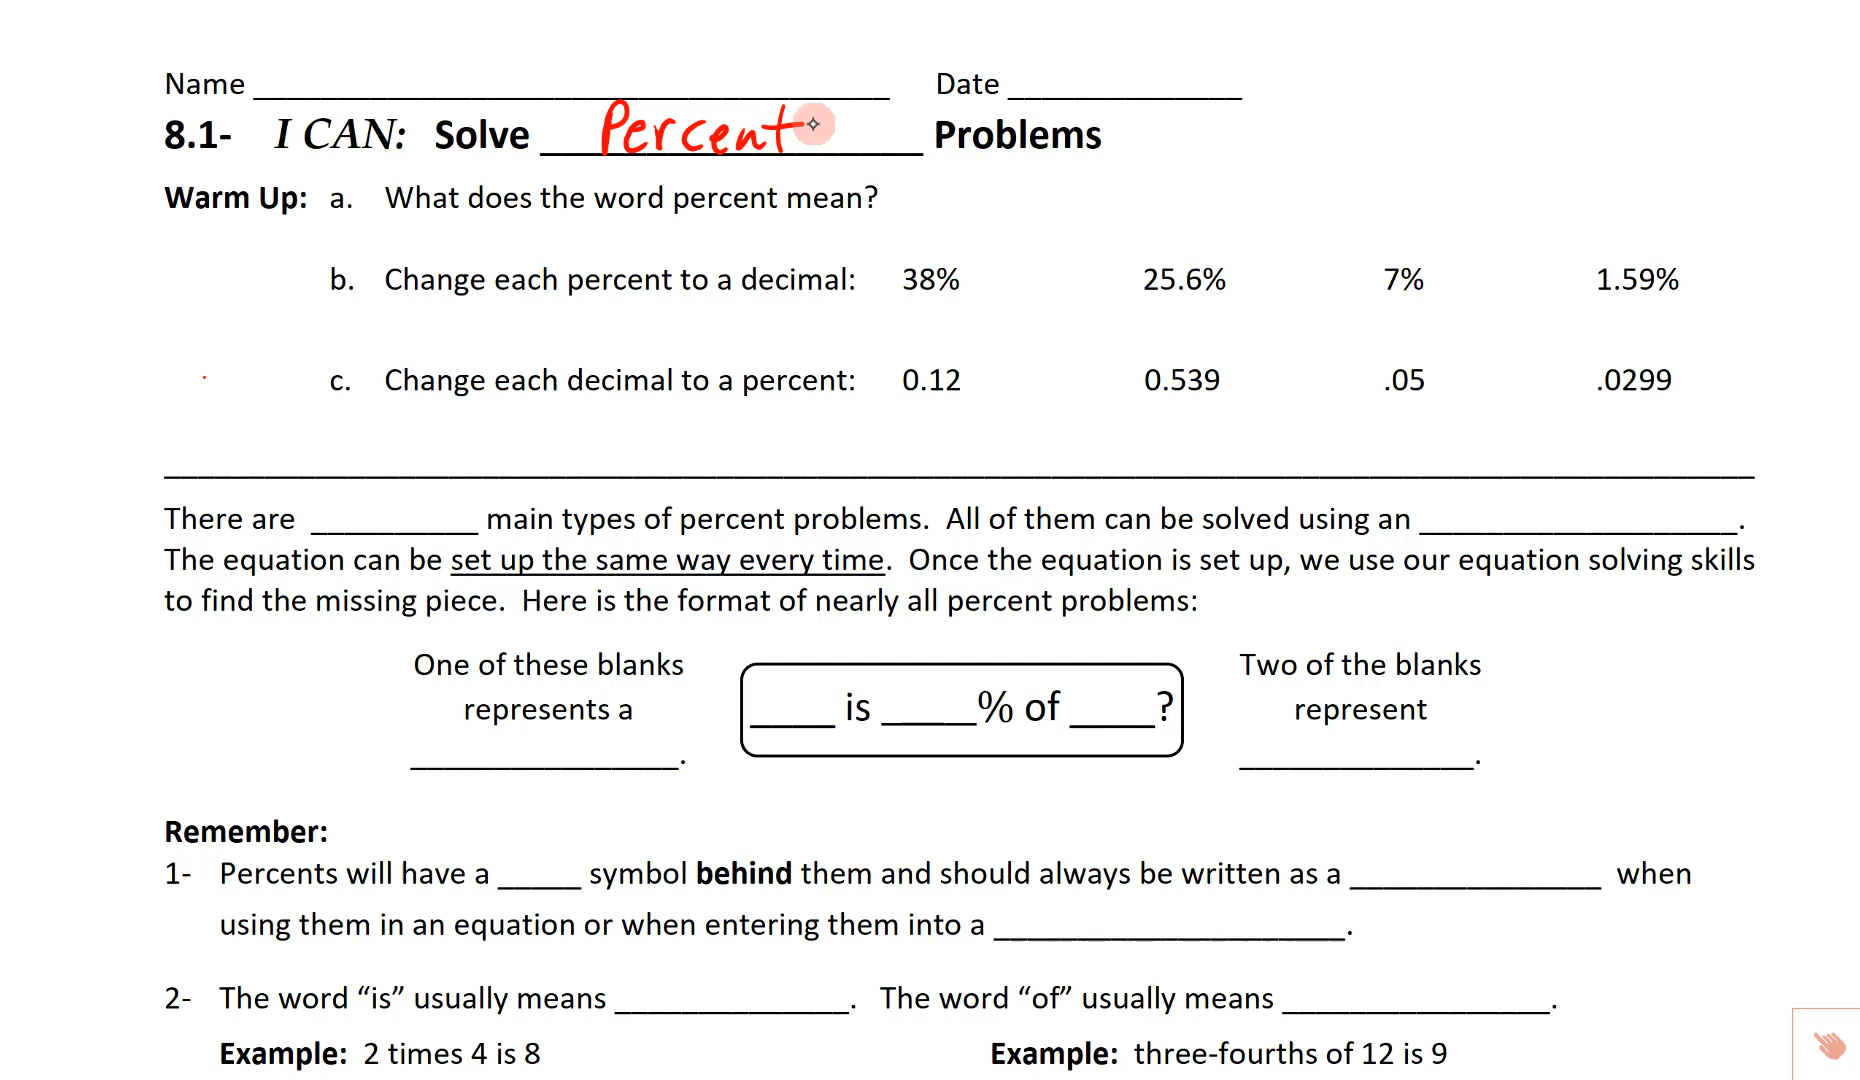 Name ______________________________________ Date ______________
8.1- I CAN: Solve ___Percent___ Problems
Warm Up: a. What does the word percent mean?
b. Change each percent to a decimal: 38% 25.6% 7% 1.59%
c. Change each decimal to a percent: 0.12 0.539 .05 .0299
There are __________ main types of percent problems. All of them can be solved using an ___________________.
The equation can be set up the same way every time. Once the equation is set up, we use our equation solving skills
to find the missing piece. Here is the format of nearly all percent problems:
One of these blanks
represents a
________________.
____ is ____% of ____?
Two of the blanks
represent
______________.
Remember:
1- Percents will have a _____ symbol behind them and should always be written as a _______________ when
using them in an equation or when entering them into a _____________________.
2- The word “is” usually means ______________. The word “of” usually means ________________.
Example: 2 times 4 is 8 Example: three-fourths of 12 is 9